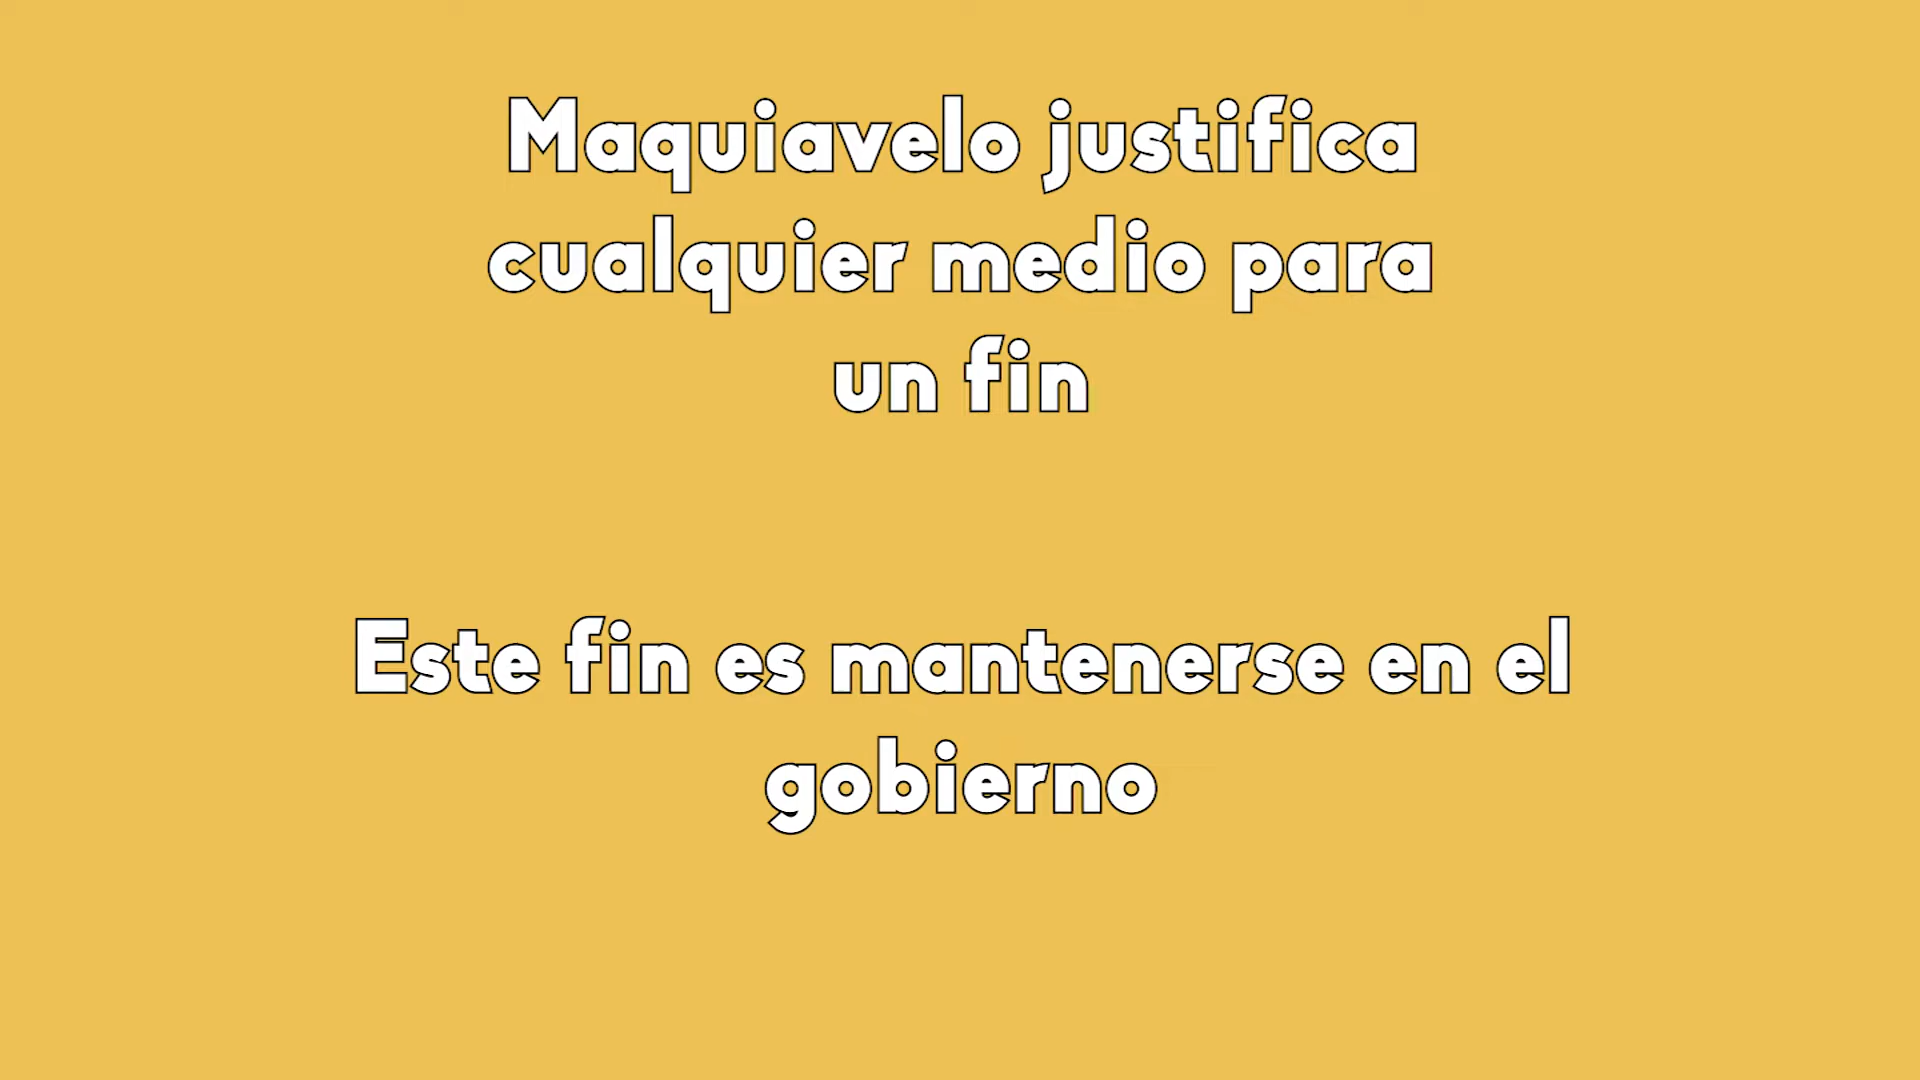 Maquiavelo justifica
cualquier medio para
un fin
Este fin es mantenerse en el
gobierno